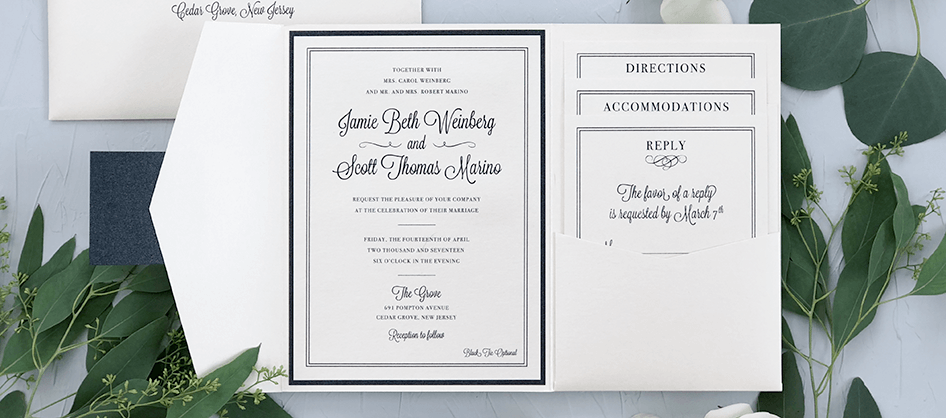 Cedar Grove, New Jersey
TOGETHER WITH
MRS. CAROL WEINBERG
AND MR. AND MRS. ROBERT MARINO
Jamie Beth Weinberg
and
Scott Thomas Marino
REQUEST THE PLEASURE OF YOUR COMPANY
AT THE CELEBRATION OF THEIR MARRIAGE
FRIDAY, THE FOURTEENTH OF APRIL
TWO THOUSAND AND SEVENTEEN
SIX O'CLOCK IN THE EVENING
The Grove
691 POMPTON AVENUE
CEDAR GROVE, NEW JERSEY
Reception to follow
Black Tie Optional
DIRECTIONS
ACCOMMODATIONS
REPLY
The favor of a reply
is requested by March 7th